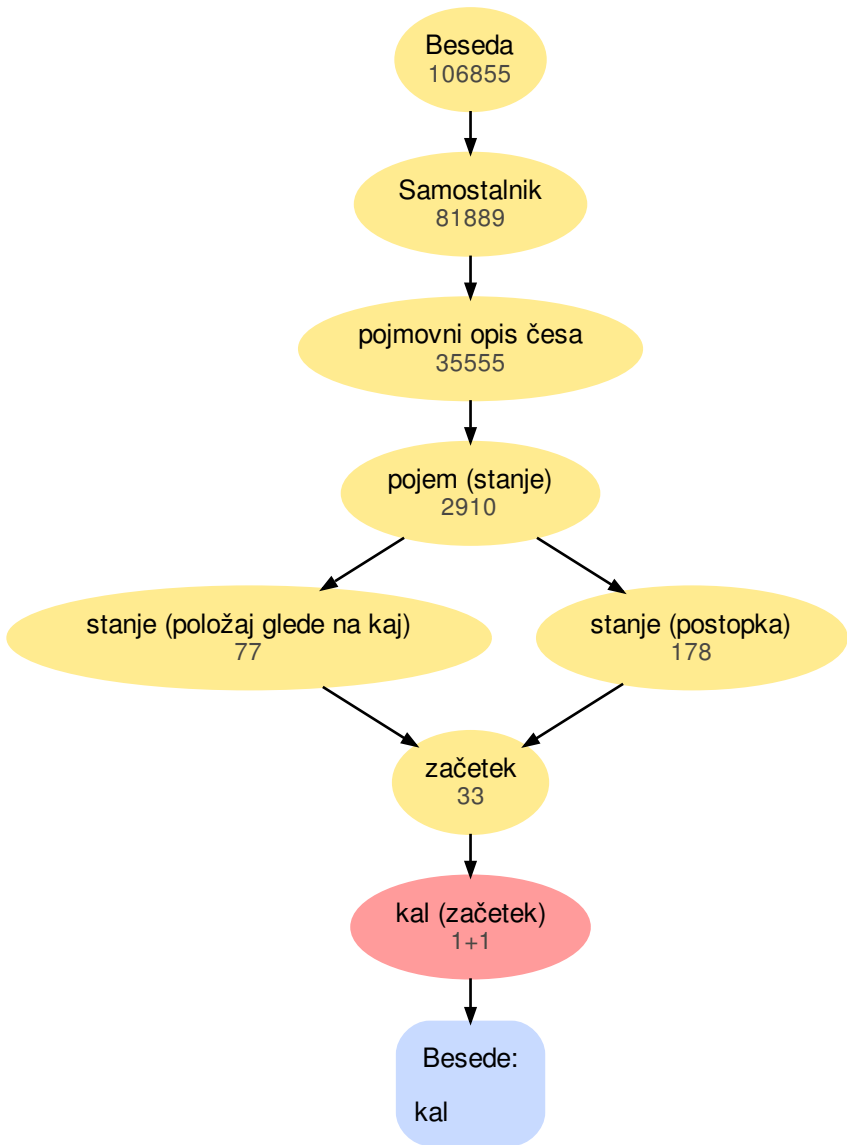 Beseda
106855
Samostalnik
81889
pojmovni opis česa
35555
pojem (stanje)
2910
stanje (položaj glede na kaj)
77
stanje (postopka)
178
začetek
33
kal (začetek)
1+1
Besede:
kal